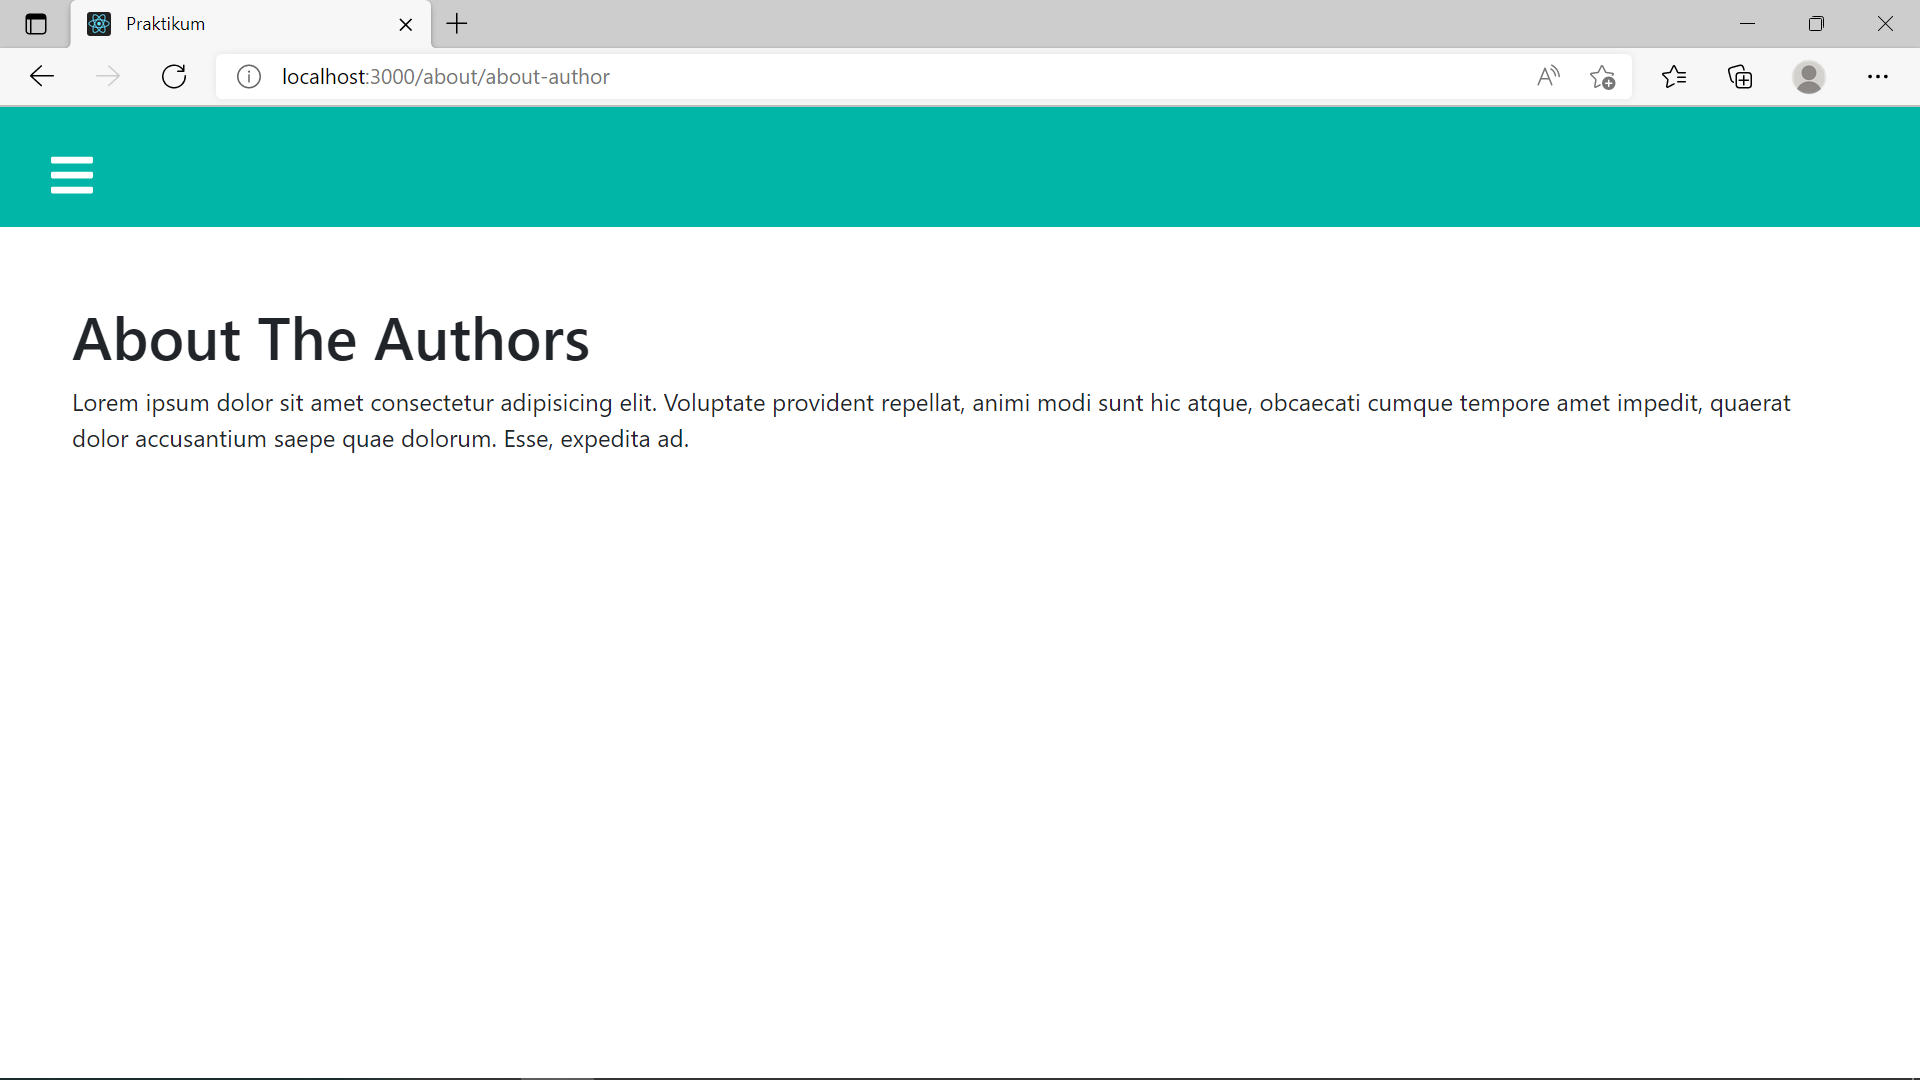 Praktikum
localhost:3000/about/about-author
About The Authors
Lorem ipsum dolor sit amet consectetur adipisicing elit. Voluptate provident repellat, animi modi sunt hic atque, obcaecati cumque tempore amet impedit, quaerat
dolor accusantium saepe quae dolorum. Esse, expedita ad.